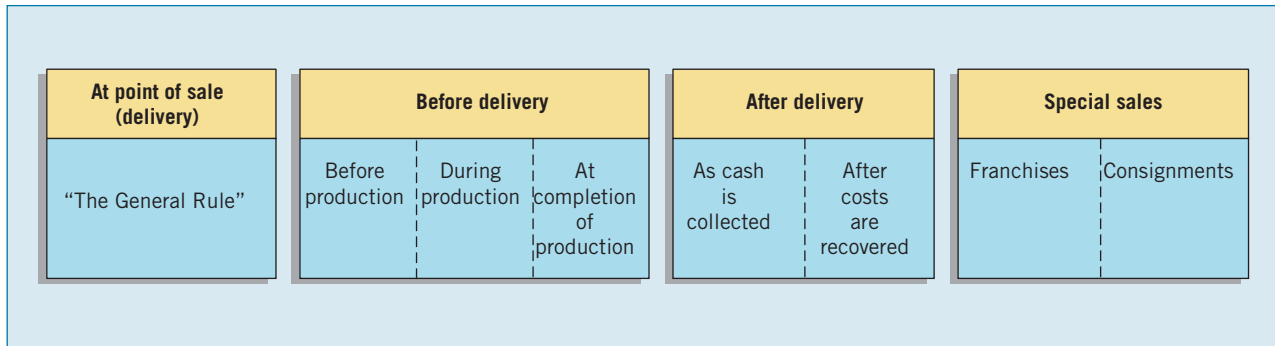 At point of sale
(delivery)
“The General Rule”
Before delivery
Before
production
During
production
At
completion
of
production
After delivery
As cash
is
collected
After
costs
are
recovered
Special sales
Franchises
Consignments